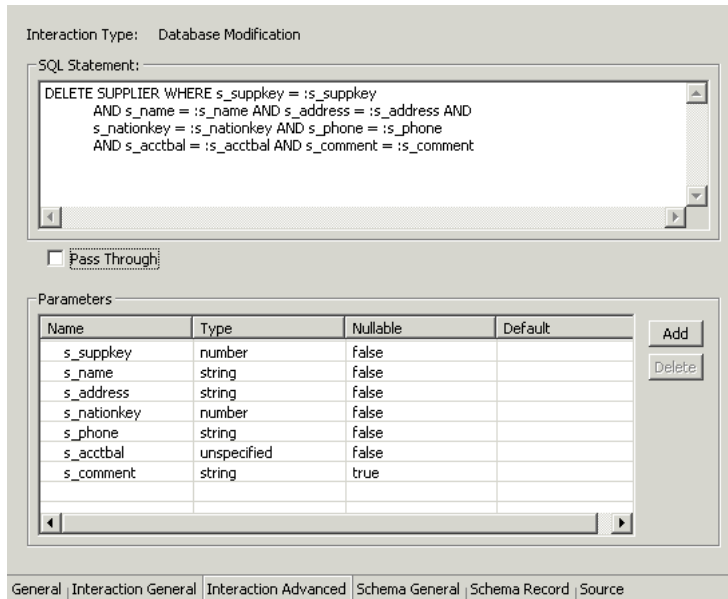 Interaction Type: Database Modification
SQL Statement:
DELETE SUPPLIER WHERE s_suppkey = :s_suppkey
AND s_name = :s_name AND s_address = :s_address AND
s_nationkey = :s_nationkey AND s_phone = :s_phone
AND s_acctbal = :s_acctbal AND s_comment = :s_comment
Pass Through
Parameters
Name Type Nullable Default
s_suppkey number false
s_name string false
s_address string false
s_nationkey number false
s_phone string false
s_acctbal unspecified false
s_comment string true
Add
Delete
General Interaction General Interaction Advanced Schema General Schema Record Source